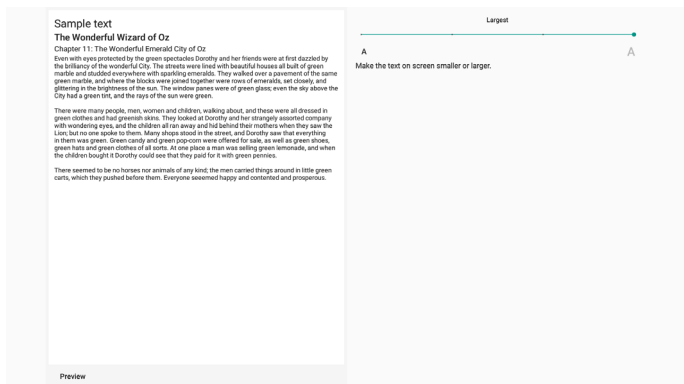 Sample text
The Wonderful Wizard of Oz
Chapter 11: The Wonderful Emerald City of Oz
Even with eyes protected by the green spectacles Dorothy and her friends were at first dazzled by
the brilliancy of the wonderful City. The streets were lined with beautiful houses all built of green
marble and studded everywhere with sparkling emeralds. They walked over a pavement of the same
green marble, and where the blocks were joined together were rows of emeralds, set closely, and
glittering in the brightness of the sun. The window panes were of green glass; even the sky above the
City had a green tint, and the rays of the sun were green.
There were many people, men, women and children, walking about, and these were all dressed in
green clothes and had greenish skins. They looked at Dorothy and her strangely assorted company
with wondering eyes, and the children all ran away and hid behind their mothers when they saw the
Lion; but no one spoke to them. Many shops stood in the street, and Dorothy saw that everything
in them was green. Green candy and green pop-corn were offered for sale, as well as green shoes,
green hats and green clothes of all sorts. At one place a man was selling green lemonade, and when
the children bought it Dorothy could see that they paid for it with green pennies.
There seemed to be no horses nor animals of any kind; the men carried things around in little green
carts, which they pushed before them. Everyone seeemed happy and contented and prosperous.
Preview
Largest
A A
Make the text on screen smaller or larger.